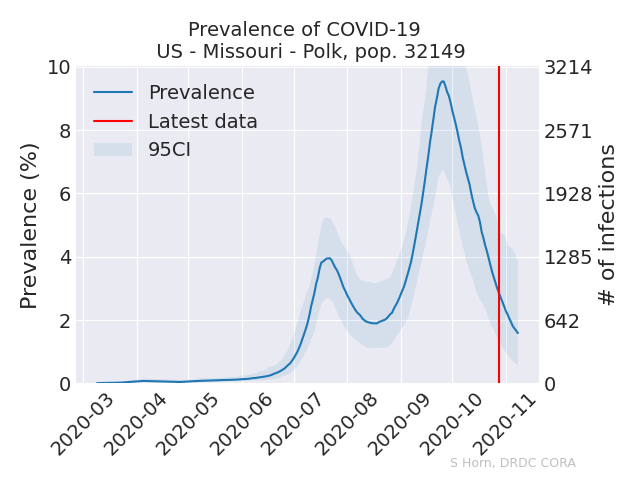 Prevalence of COVID-19
US - Missouri - Polk, pop. 32149
Prevalence
Latest data
95CI
Prevalence (%)
10
8
6
4
2
0
3214
2571
1928
1285
642
0
# of infections
2020-03
2020-04
2020-05
2020-06
2020-07
2020-08
2020-09
2020-10
2020-11
S Horn, DRDC CORA